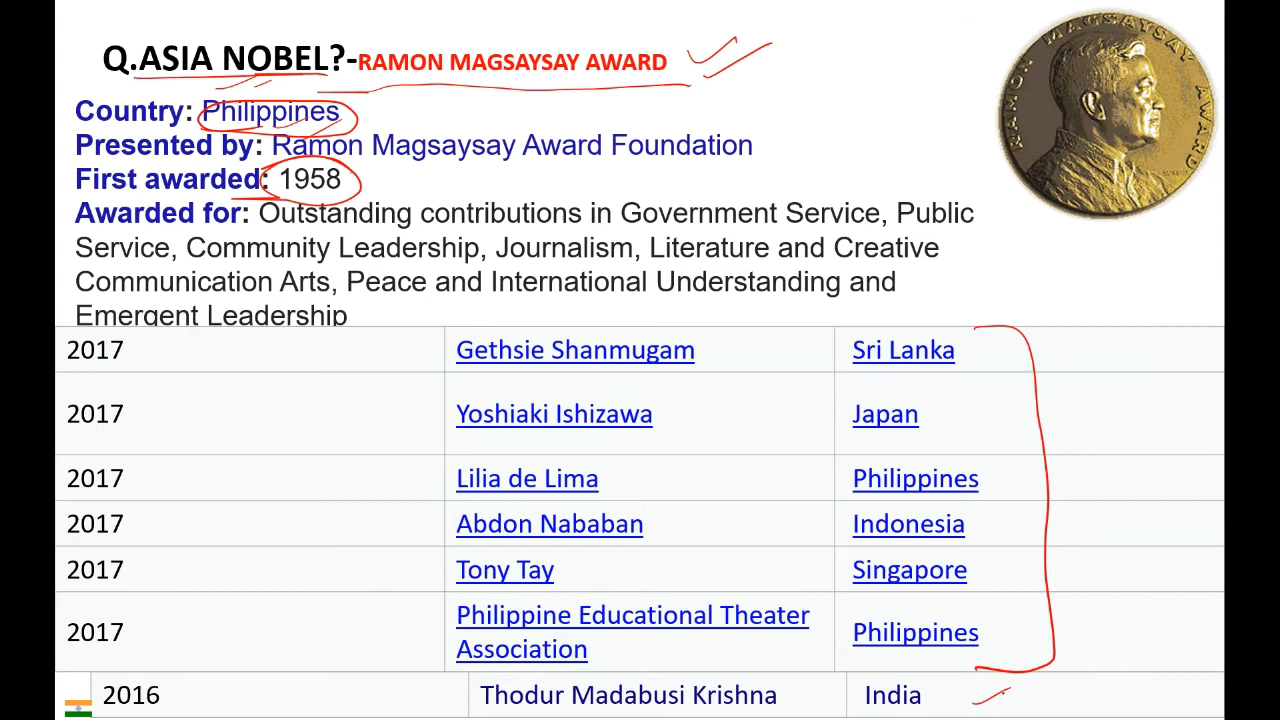 Q.ASIA NOBEL?-RAMON MAGSAYSAY AWARD
RAMON MAGSAYSAY AWARD
Country: Philippines
Presented by: Ramon Magsaysay Award Foundation
First awarded: 1958
Awarded for: Outstanding contributions in Government Service, Public
Service, Community Leadership, Journalism, Literature and Creative
Communication Arts, Peace and International Understanding and
Emergent Leadership
2017 Gethsie Shanmugam Sri Lanka
2017 Yoshiaki Ishizawa Japan
2017 Lilia de Lima Philippines
2017 Abdon Nababan Indonesia
2017 Tony Tay Singapore
2017 Philippine Educational Theater Association Philippines
2016 Thodur Madabusi Krishna India